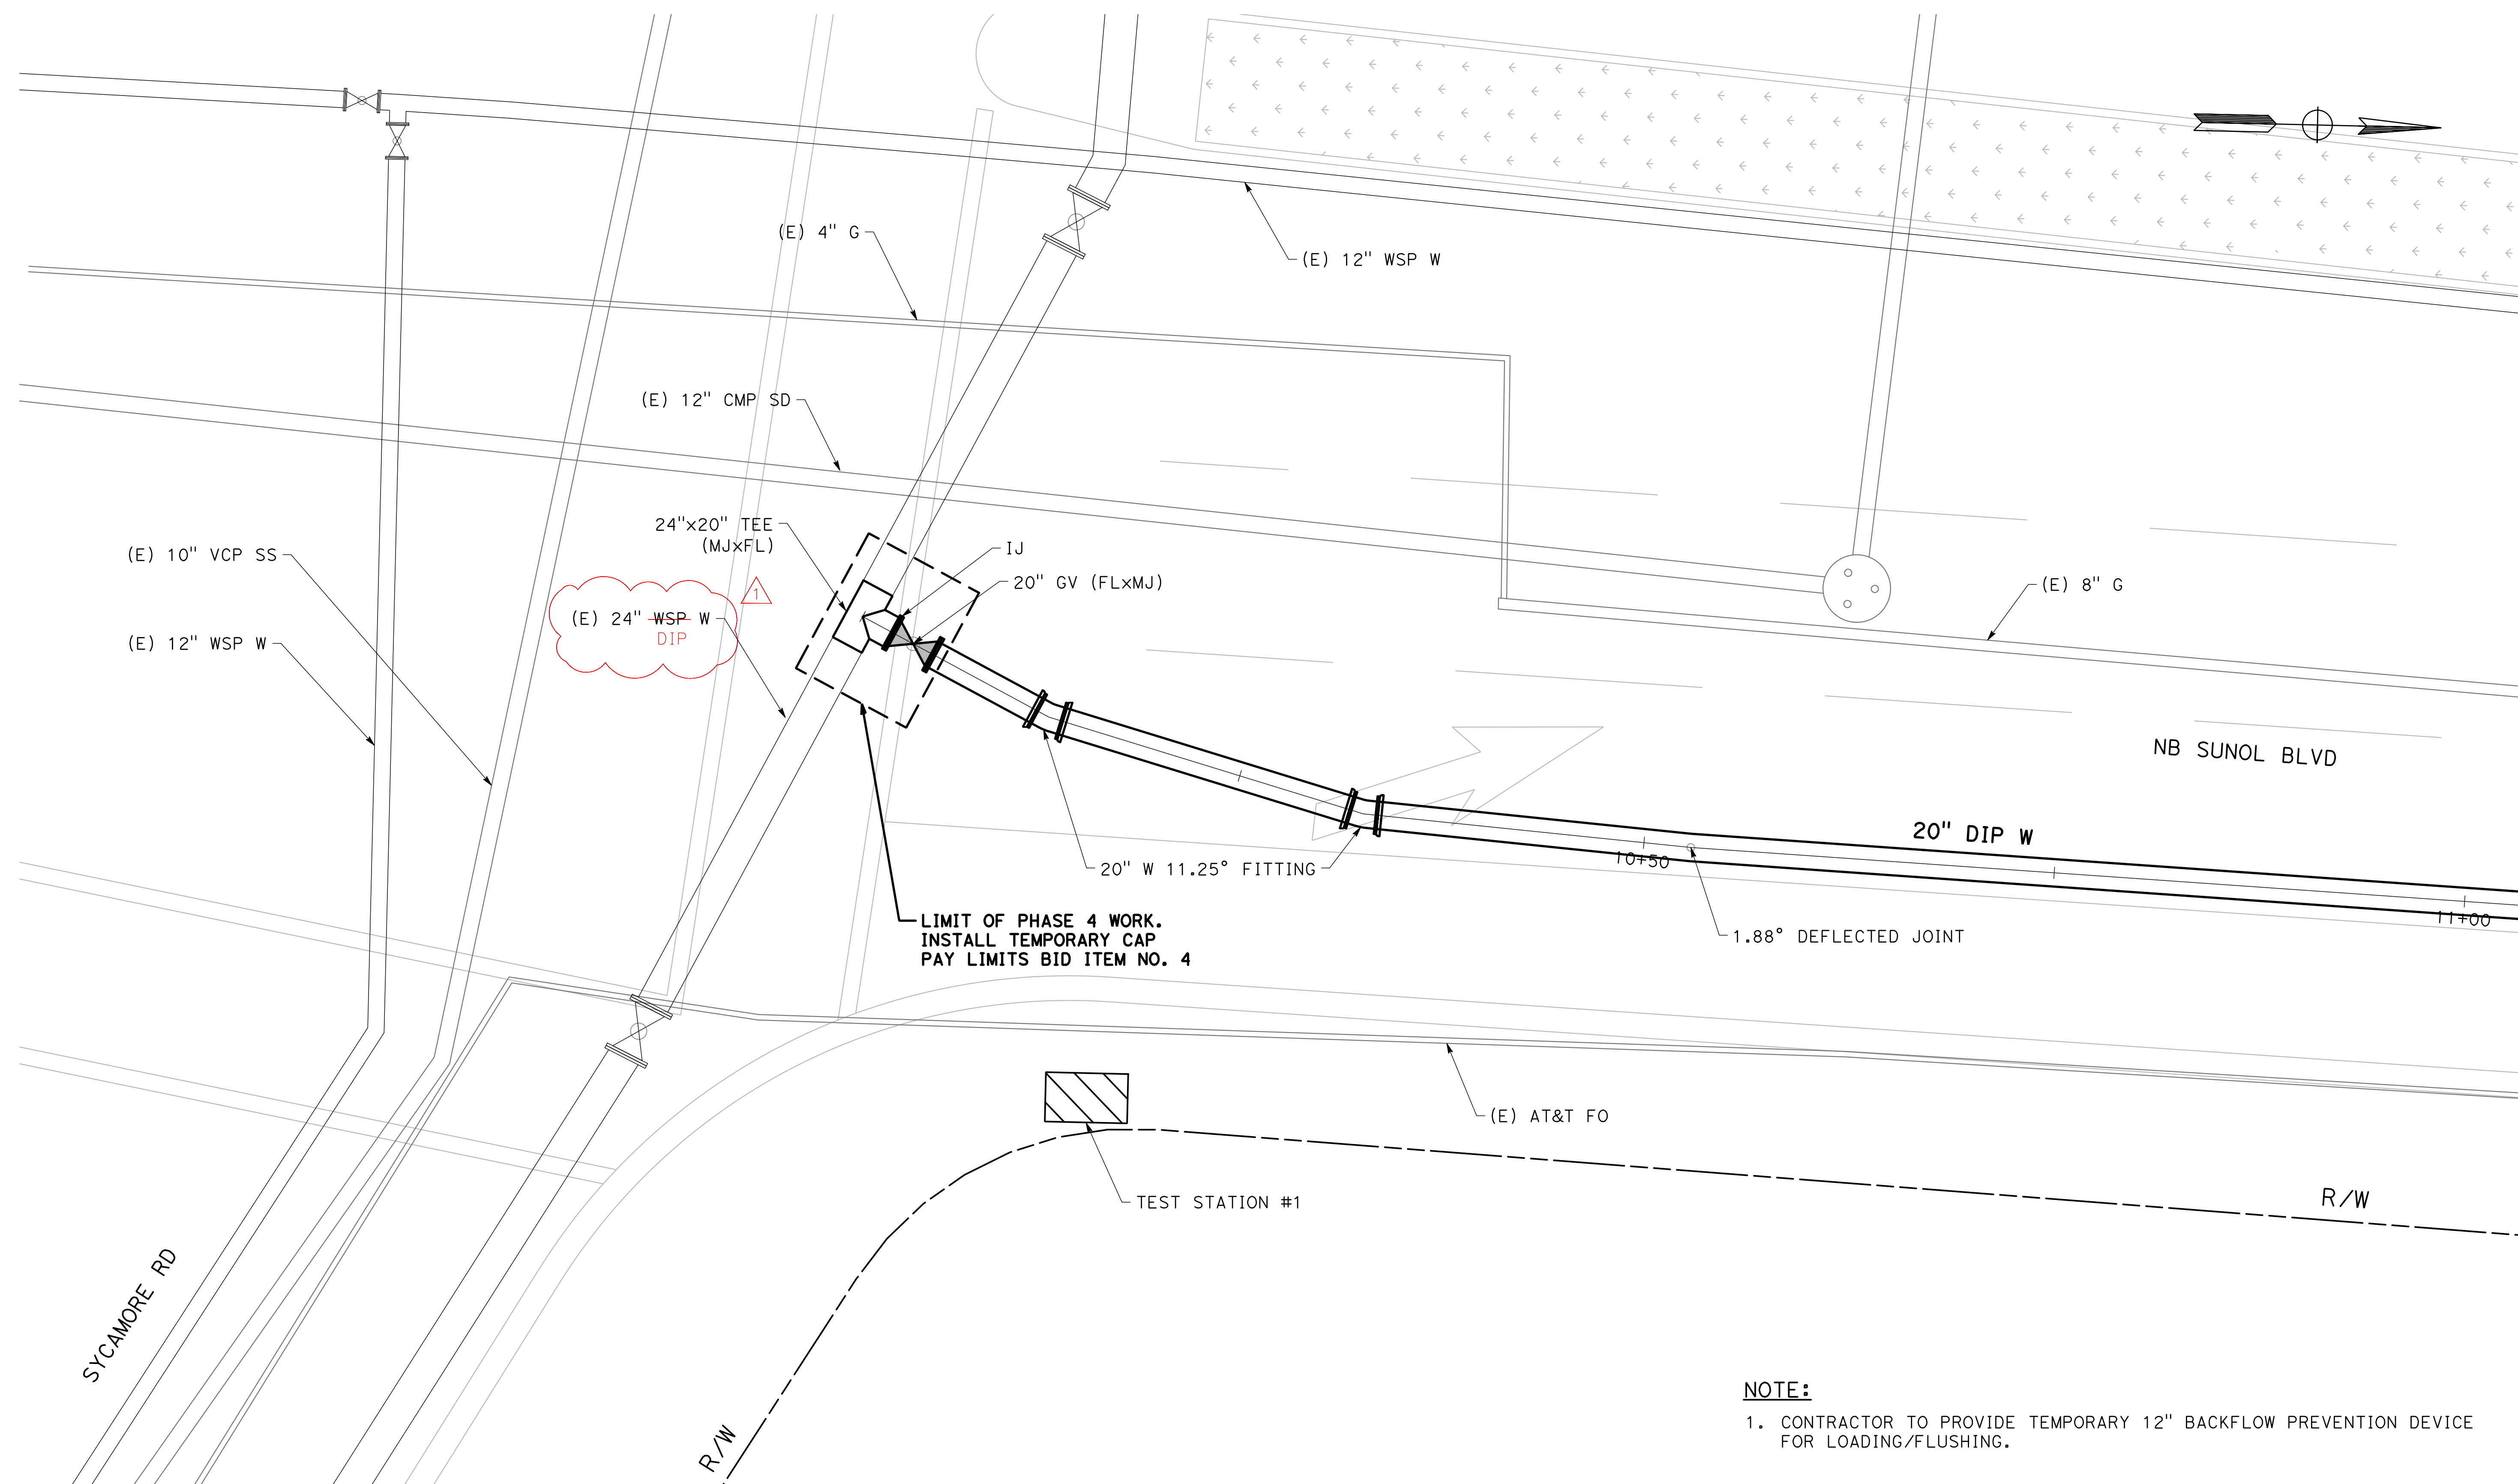 (E) 4" G
(E) 12" WSP W
(E) 12" CMP SD
24"x20" TEE
(MJxFL)
IJ
20" GV (FLxMJ)
(E) 10" VCP SS
(E) 8" G
1
(E) 24" WSP W
DIP
(E) 12" WSP W
NB SUNOL BLVD
20" DIP W
10+50
20" W 11.25° FITTING
11+00
LIMIT OF PHASE 4 WORK.
INSTALL TEMPORARY CAP
PAY LIMITS BID ITEM NO. 4
1.88° DEFLECTED JOINT
(E) AT&T FO
TEST STATION #1
R/W
SYCAMORE RD
R/W
NOTE:
1. CONTRACTOR TO PROVIDE TEMPORARY 12" BACKFLOW PREVENTION DEVICE
FOR LOADING/FLUSHING.